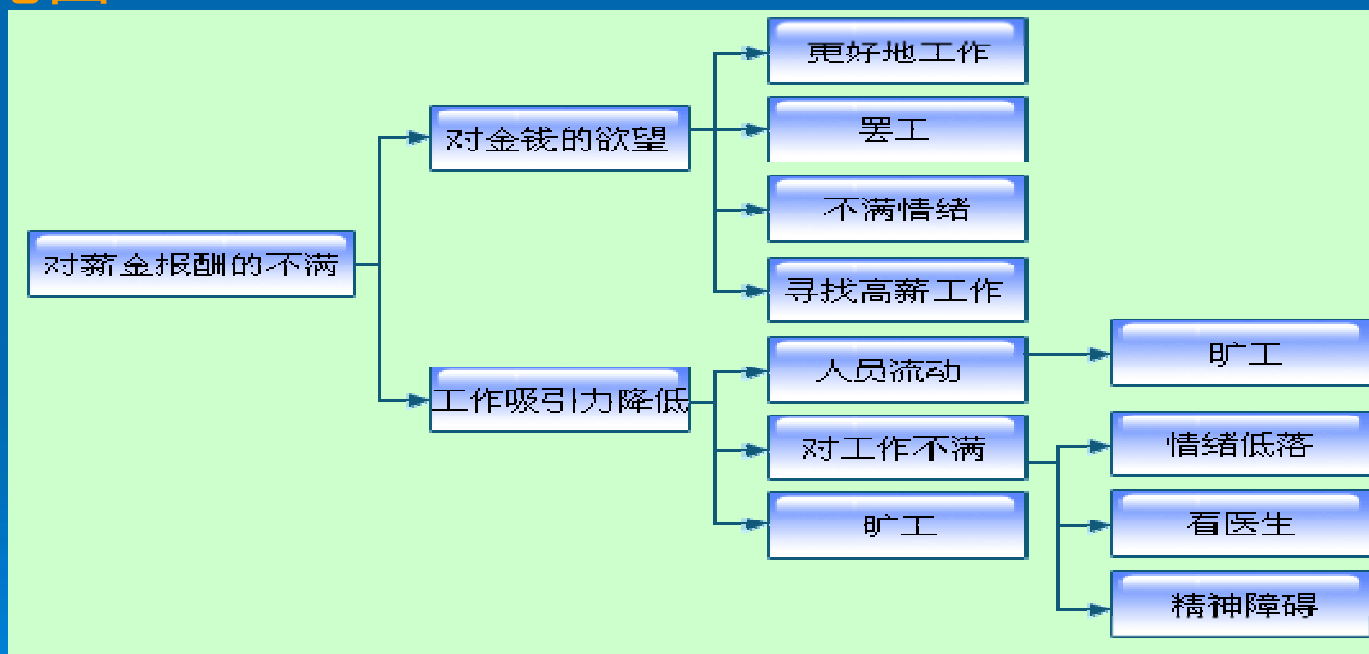 对薪金报酬的不满
对金钱的欲望
更好地工作
罢工
不满情绪
寻找高薪工作
工作吸引力降低
人员流动
旷工
对工作不满
情绪低落
看医生
精神障碍
旷工